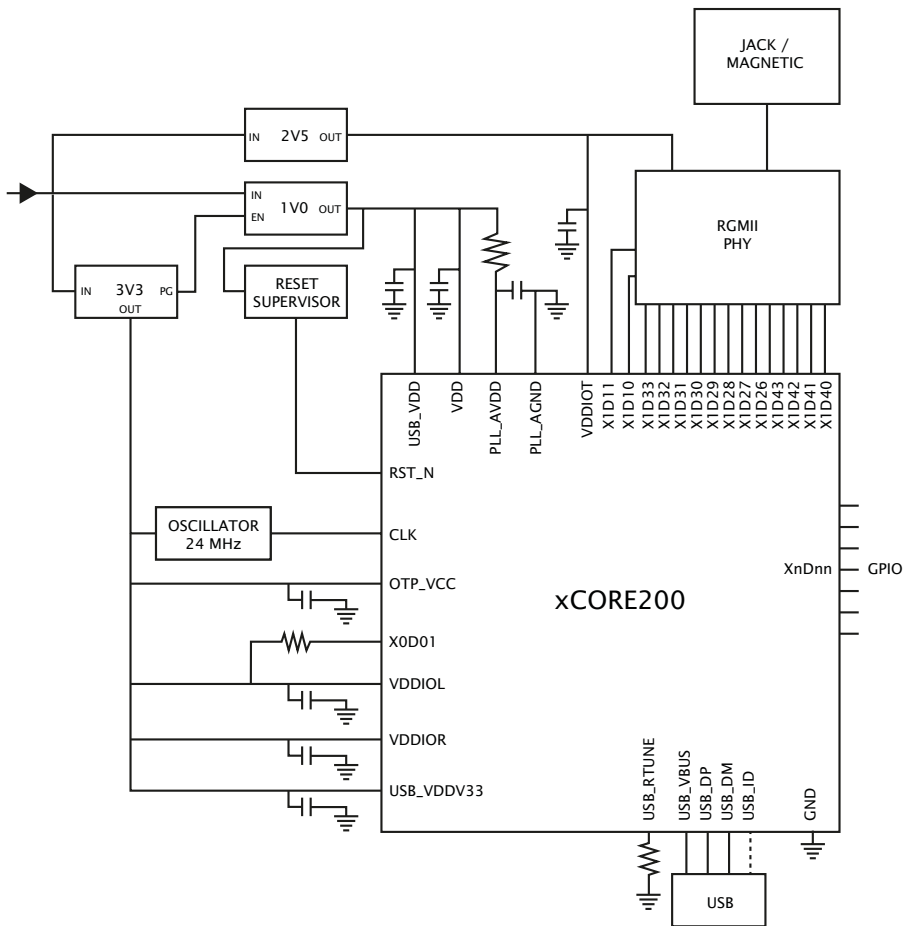 JACK /
MAGNETIC
IN 2V5 OUT
IN
1V0 OUT
EN
RGMII
PHY
IN 3V3 PG
OUT
RESET
SUPERVISOR
USB_VDD
VDD
PLL_AVDD
PLL_AGND
VDDIOT
X1D11
X1D10
X1D33
X1D32
X1D31
X1D30
X1D29
X1D28
X1D27
X1D26
X1D43
X1D42
X1D41
X1D40
RST_N
OSCILLATOR
24 MHz
CLK
XnDnn GPIO
OTP_VCC
xCORE200
X0D01
VDDIOL
VDDIOR
USB_VDDV33
USB_RTUNE
USB_VBUS
USB_DP
USB_DM
USB_ID
GND
USB